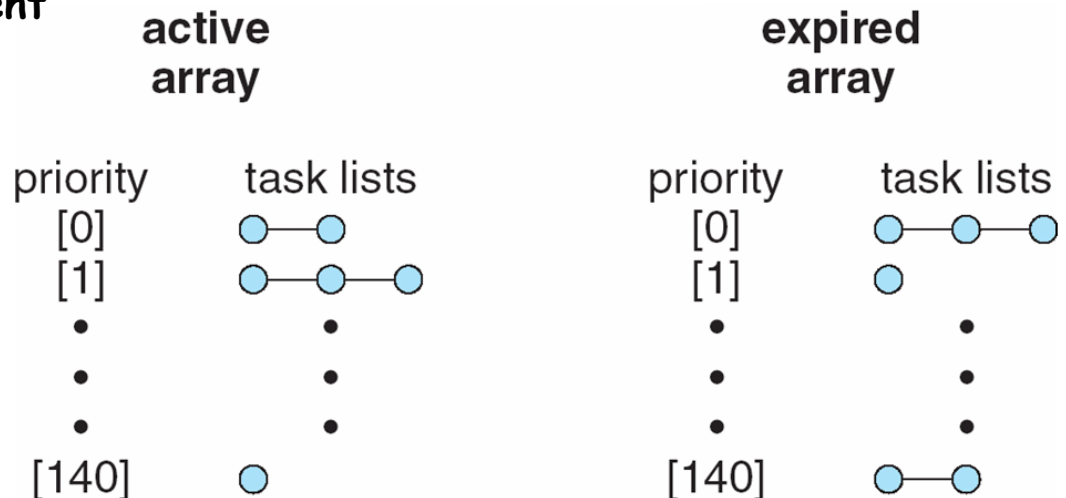 active
array
expired
array
priority task lists
[0]
[1]
[140]
priority task lists
[0]
[1]
[140]